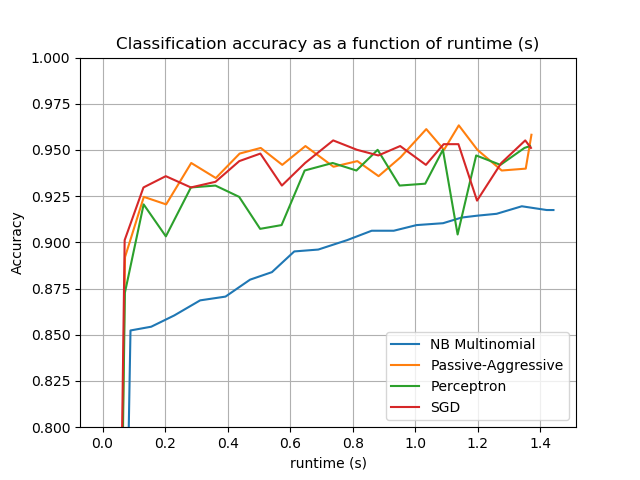 Classification accuracy as a function of runtime (s)
1.000
0.975
0.950
0.925
0.900
0.875
0.850
0.825
0.800
Accuracy
NB Multinomial
Passive-Aggressive
Perceptron
SGD
0.0 0.2 0.4 0.6 0.8 1.0 1.2 1.4
runtime (s)